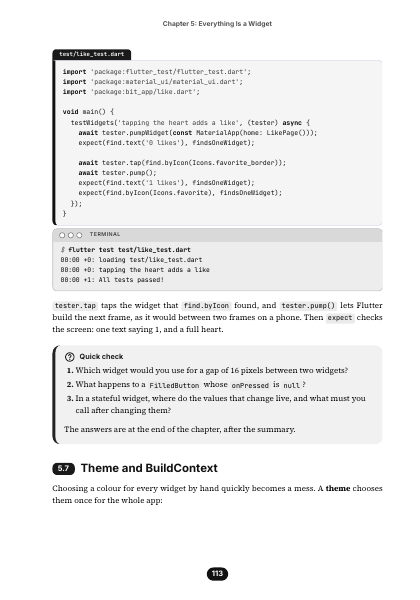 Chapter 5: Everything Is a Widget
test/like_test.dart
import 'package:flutter_test/flutter_test.dart';
import 'package:material_ui/material_ui.dart';
import 'package:bit_app/like.dart';
void main() {
testWidgets('tapping the heart adds a like', (tester) async {
await tester.pumpWidget(const MaterialApp(home: LikePage()));
expect(find.text('0 likes'), findsOneWidget);
await tester.tap(find.byIcon(Icons.favorite_border));
await tester.pump();
expect(find.text('1 likes'), findsOneWidget);
expect(find.byIcon(Icons.favorite), findsOneWidget);
});
}
TERMINAL
$ flutter test test/like_test.dart
00:00 +0: loading test/like_test.dart
00:00 +0: tapping the heart adds a like
00:00 +1: All tests passed!
tester.tap taps the widget that find.byIcon found, and tester.pump() lets Flutter
build the next frame, as it would between two frames on a phone. Then expect checks
the screen: one text saying 1, and a full heart.
Quick check
1. Which widget would you use for a gap of 16 pixels between two widgets?
2. What happens to a FilledButton whose onPressed is null?
3. In a stateful widget, where do the values that change live, and what must you
call after changing them?
The answers are at the end of the chapter, after the summary.
5.7 Theme and BuildContext
Choosing a colour for every widget by hand quickly becomes a mess. A theme chooses
them once for the whole app:
113